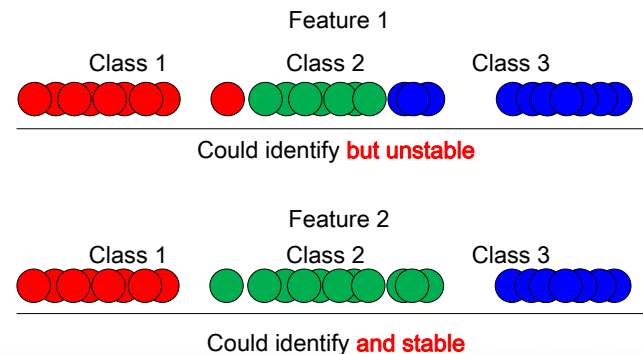 Feature 1
Class 1 Class 2 Class 3
Could identify but unstable
Feature 2
Class 1 Class 2 Class 3
Could identify and stable